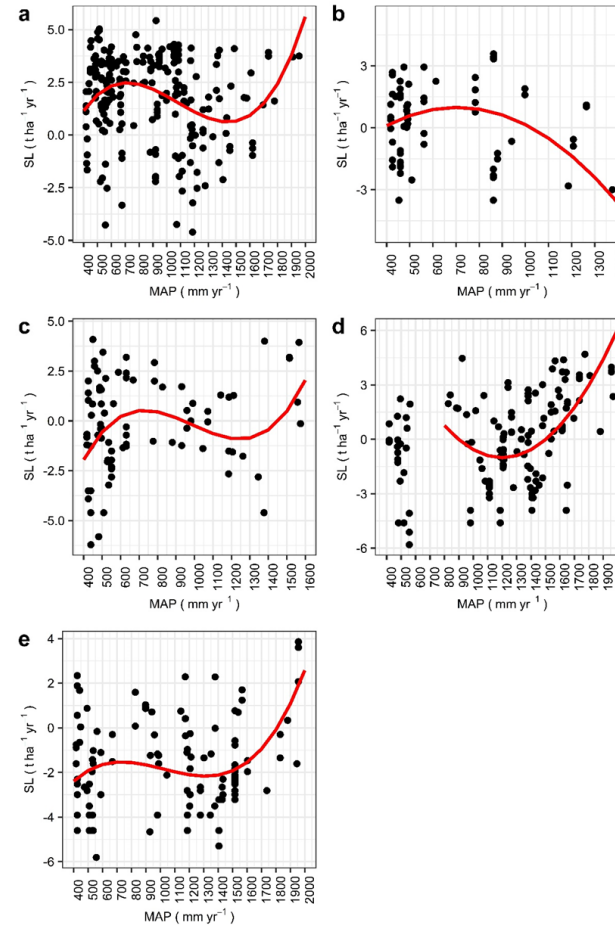 a
SL ( t ha ¹ yr ¹ )
5.0
2.5
0.0
-2.5
-5.0
400 500 600 700 800 900 1000 1100 1200 1300 1400 1500 1600 1700 1800 1900 2000
MAP ( mm yr⁻¹ )
b
SL ( t ha⁻¹ yr⁻¹ )
3
0
-3
400 500 600 700 800 900 1000 1100 1200 1300
MAP ( mm yr⁻¹ )
c
SL ( t ha ¹ yr ¹ )
5.0
2.5
0.0
-2.5
-5.0
400 500 600 700 800 900 1000 1100 1200 1300 1400 1500 1600
MAP ( mm yr ¹ )
d
SL ( t ha⁻¹ yr⁻¹ )
6
3
0
-3
-6
400 500 600 700 800 900 1000 1100 1200 1300 1400 1500 1600 1700 1800 1900
MAP ( mm yr⁻¹ )
e
SL ( t ha ¹ yr ¹ )
4
2
0
-2
-4
-6
400 500 600 700 800 900 1000 1100 1200 1300 1400 1500 1600 1700 1800 1900 2000
MAP ( mm yr⁻¹ )